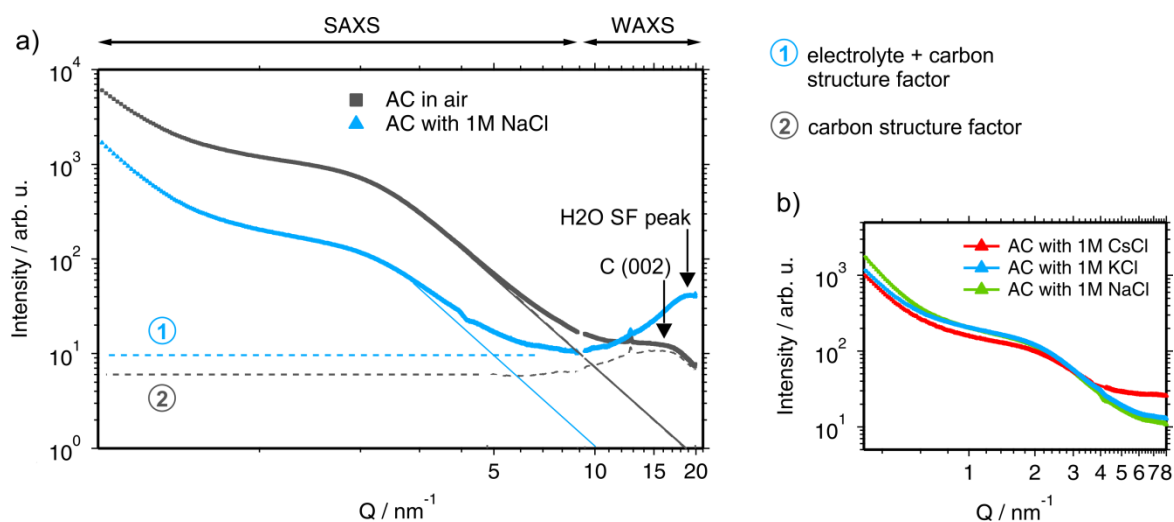 SAXS WAXS
a)
10^4
10^3
10^2
10^1
10^0
Intensity / arb. u.
AC in air
AC with 1M NaCl
H2O SF peak
C (002)
1
2
5 10 15 20
Q / nm^-1
1 electrolyte + carbon
structure factor
2 carbon structure factor
b)
10^3
10^2
10^1
Intensity / arb. u.
AC with 1M CsCl
AC with 1M KCl
AC with 1M NaCl
1 2 3 4 5 6 7 8
Q / nm^-1